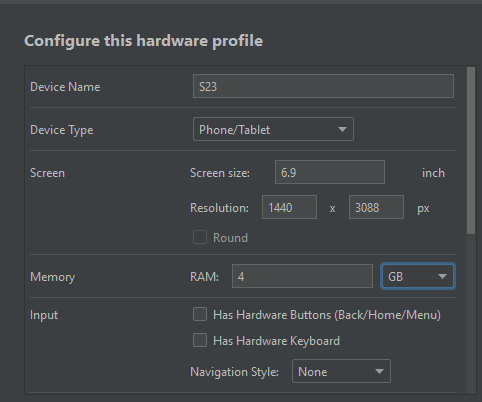 Configure this hardware profile
Device Name S23
Device Type Phone/Tablet
Screen Screen size: 6.9 inch
Resolution: 1440 x 3088 px
Round
Memory RAM: 4 GB
Input Has Hardware Buttons (Back/Home/Menu)
Has Hardware Keyboard
Navigation Style: None